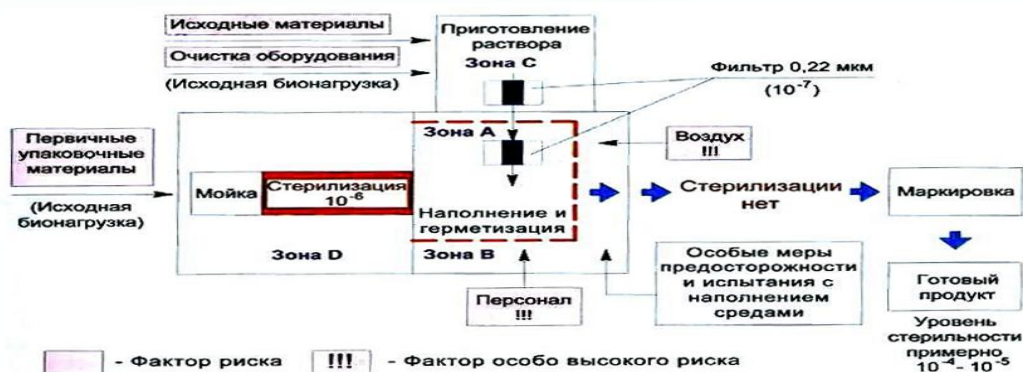 Исходные материалы
Очистка оборудования
(Исходная бионагрузка)
Приготовление
раствора
Зона С
Фильтр 0,22 мкм
(10⁻⁷)
Первичные
упаковочные
материалы
(Исходная
бионагрузка)
Мойка
Стерилизация
10⁻⁶
Зона D
Зона А
Наполнение и
герметизация
Зона В
Воздух
!!!
Персонал
!!!
Стерилизации
нет
Особые меры
предосторожности
и испытания с
наполнением
средами
Маркировка
Готовый
продукт
Уровень
стерильности
примерно
10⁻⁴- 10⁻⁵
- Фактор риска
!!! - Фактор особо высокого риска